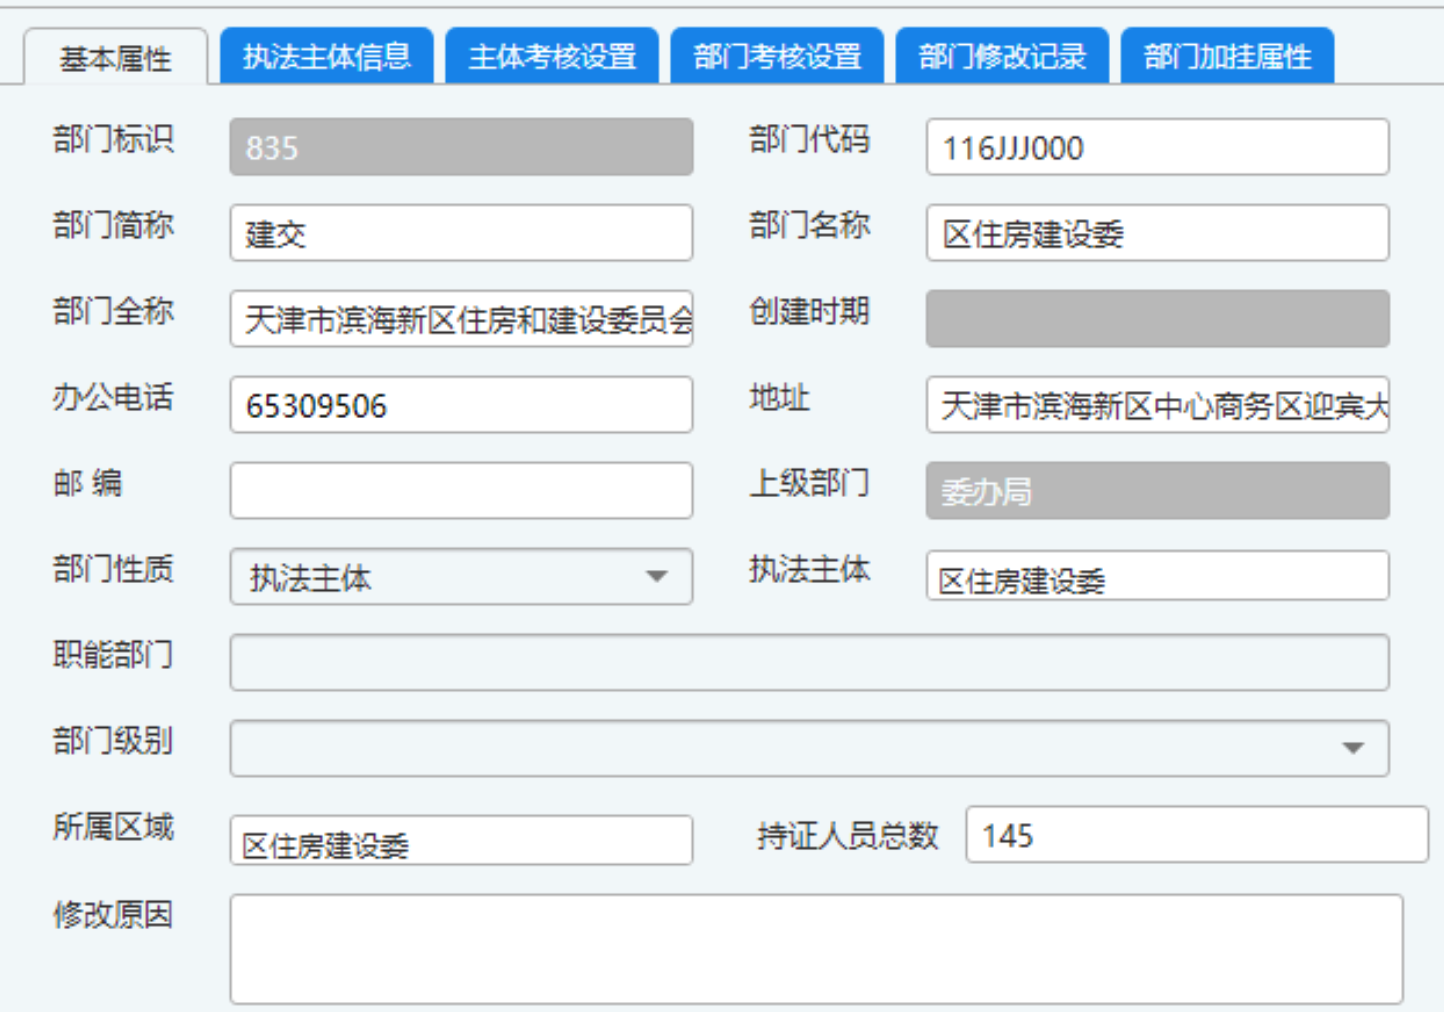 基本属性 执法主体信息 主体考核设置 部门考核设置 部门修改记录 部门加挂属性
部门标识 835 部门代码 116JJJ000
部门简称 建交 部门名称 区住房建设委
部门全称 天津市滨海新区住房和建设委员会 创建时期
办公电话 65309506 地址 天津市滨海新区中心商务区迎宾大
邮 编 上级部门 委办局
部门性质 执法主体 执法主体 区住房建设委
职能部门
部门级别
所属区域 区住房建设委 持证人员总数 145
修改原因